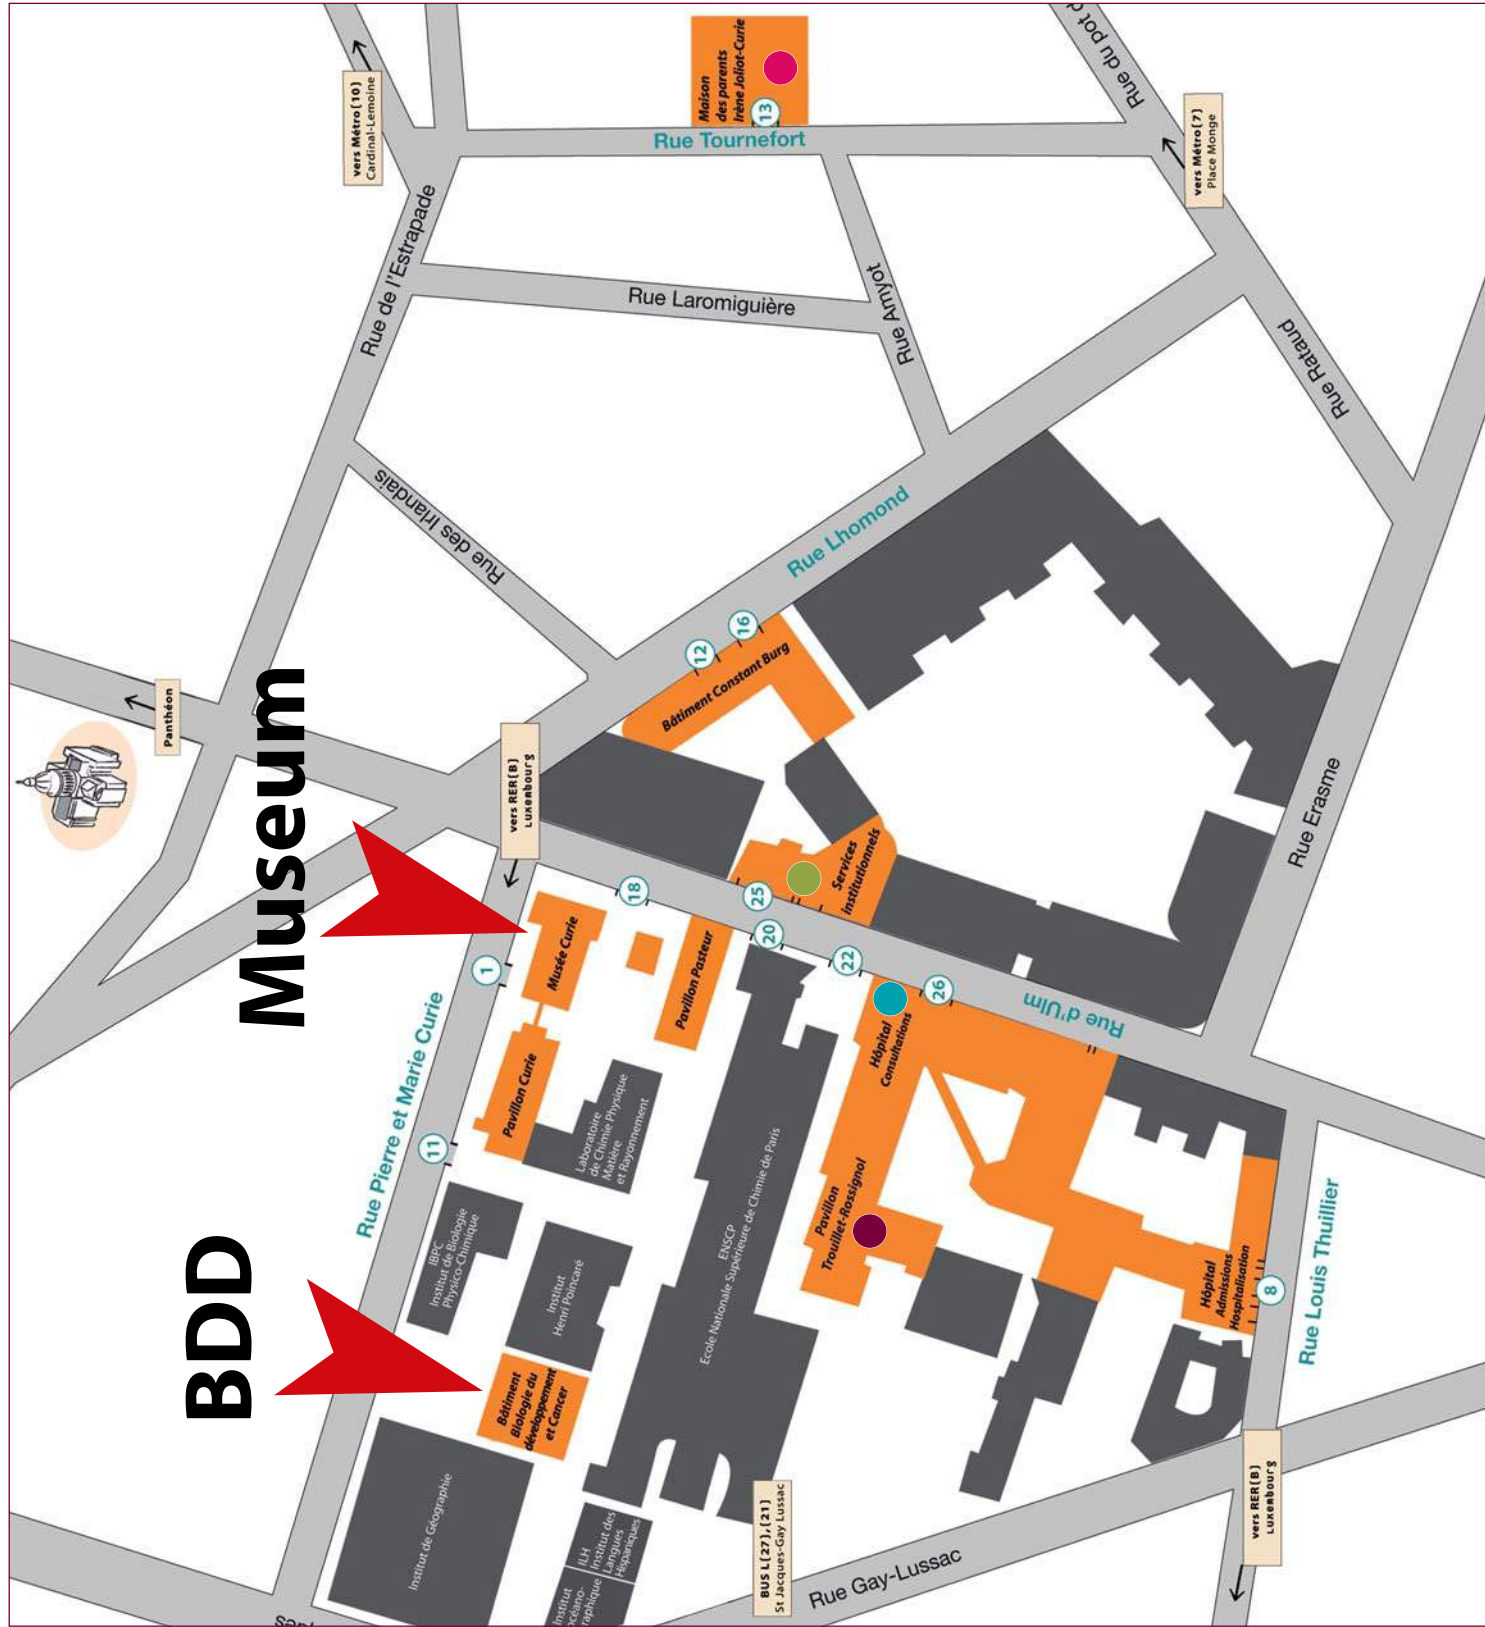 vers Métro(10)
Cardinal-Lemoine
Maison
des parents
Irène Joliot-Curie
13
Rue Tournefort
Rue du pot d
vers Métro(7)
Place Monge
Rue de l'Estrapade
Rue Laromiguière
Rue Amyot
Rue Rataud
Rue des Irlandais
Rue Lhomond
Panthéon
Museum
vers RER(B)
Luxenbourg
12
16
Bâtiment Constant Burg
Rue Erasme
Services
institutionnels
18
25
20
22
26
Rue d'Ulm
1
Musée Curie
Pavillon Pasteur
Pavillon Curie
Hôpital
Consultations
Rue Pierre et Marie Curie
11
Laboratoire
de Chimie Physique
Matière
et Rayonnement
BDD
IBPC
Institut de Biologie
Physico-Chimique
Institut
Henri Poincaré
ENSCP
Ecole Nationale Supérieure de Chimie de Paris
Pavillon
Trouillet-Rossignol
Hôpital
Admissions
Hospitalisation
8
Rue Louis Thuillier
Bâtiment
Biologie du
développement
et Cancer
Institut de Géographie
ILH
Institut des
Langues
Hispaniques
Institut
océano-
raphique
BUS L(27),(21)
St Jacques-Gay Lussac
Rue Gay-Lussac
vers RER(B)
Luxenbourg